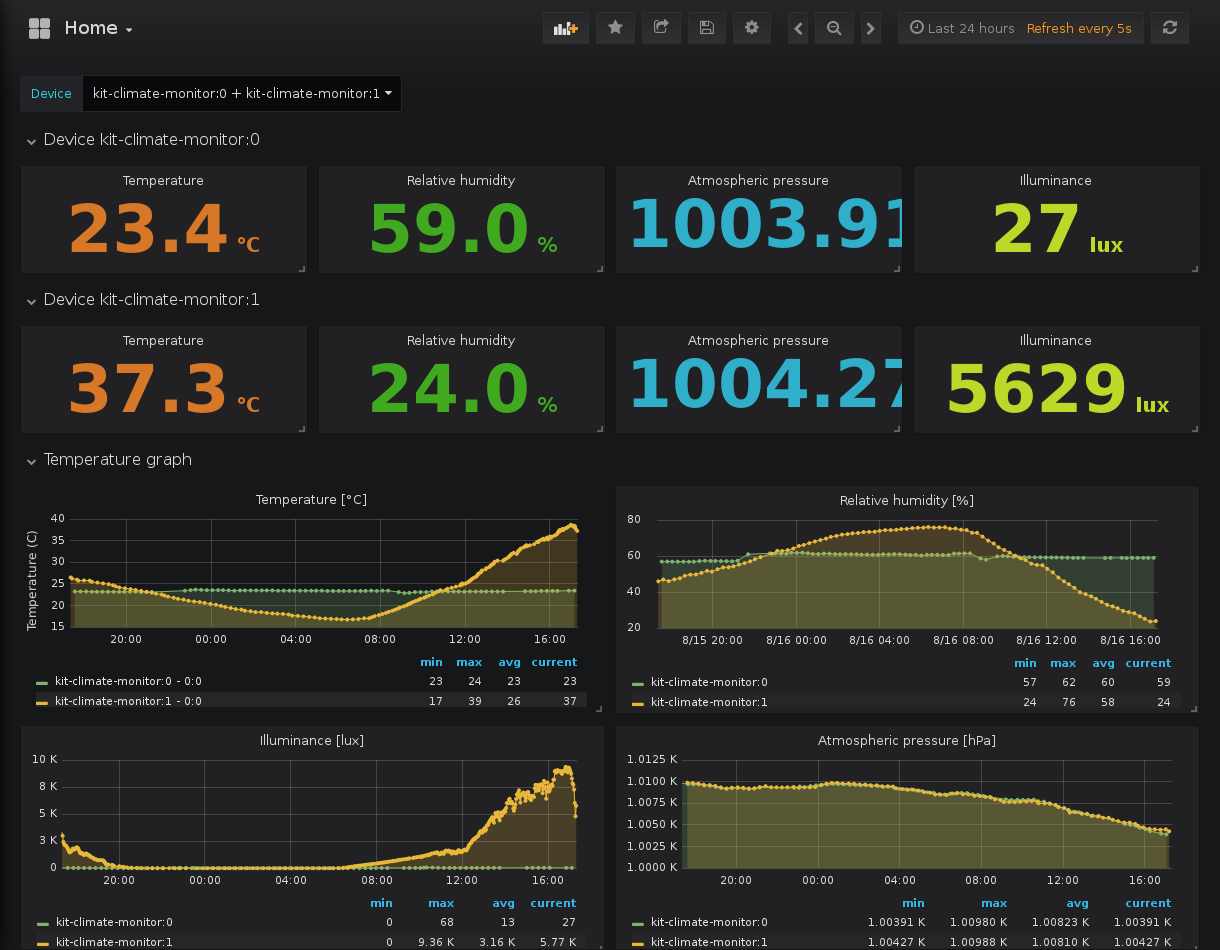 Home
Last 24 hours Refresh every 5s
Device kit-climate-monitor:0 + kit-climate-monitor:1
Device kit-climate-monitor:0
Temperature Relative humidity Atmospheric pressure Illuminance
23.4 °C 59.0 % 1003.91 27 lux
Device kit-climate-monitor:1
Temperature Relative humidity Atmospheric pressure Illuminance
37.3 °C 24.0 % 1004.27 5629 lux
Temperature graph
Temperature [°C]
Temperature (C)
40
35
30
25
20
15
20:00 00:00 04:00 08:00 12:00 16:00
min max avg current
kit-climate-monitor:0 - 0:0 23 24 23 23
kit-climate-monitor:1 - 0:0 17 39 26 37
Relative humidity [%]
80
60
40
20
8/15 20:00 8/16 00:00 8/16 04:00 8/16 08:00 8/16 12:00 8/16 16:00
min max avg current
kit-climate-monitor:0 57 62 60 59
kit-climate-monitor:1 24 76 58 24
Illuminance [lux]
10 K
8 K
5 K
3 K
0
20:00 00:00 04:00 08:00 12:00 16:00
min max avg current
kit-climate-monitor:0 0 68 13 27
kit-climate-monitor:1 0 9.36 K 3.16 K 5.77 K
Atmospheric pressure [hPa]
1.0125 K
1.0100 K
1.0075 K
1.0050 K
1.0025 K
1.0000 K
20:00 00:00 04:00 08:00 12:00 16:00
min max avg current
kit-climate-monitor:0 1.00391 K 1.00980 K 1.00823 K 1.00391 K
kit-climate-monitor:1 1.00427 K 1.00988 K 1.00810 K 1.00427 K